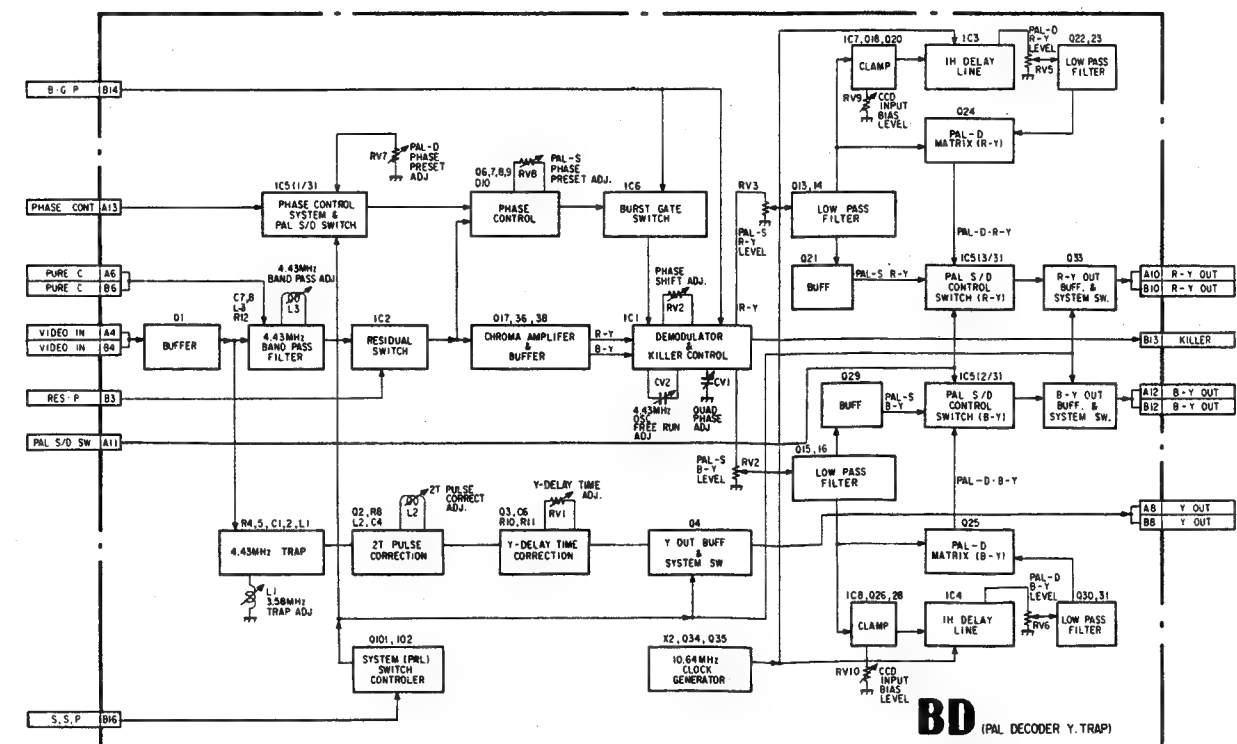 IC7, Q18, Q20
CLAMP
RV9
CCD
INPUT
BIAS
LEVEL
IC3
1H DELAY
LINE
PAL-D
R-Y
LEVEL
RV5
Q22, 23
LOW PASS
FILTER
Q24
PAL-D
MATRIX (R-Y)
B·G P B14
RV7
PAL-D
PHASE
PRESET
ADJ
Q6,7,8,9
D10
RV8
PAL-S
PHASE
PRESET ADJ.
PHASE CONT A13
IC5(1/3)
PHASE CONTROL
SYSTEM &
PAL S/D SWITCH
PHASE
CONTROL
IC6
BURST GATE
SWITCH
RV3
PAL-S
R-Y
LEVEL
Q13, 14
LOW PASS
FILTER
PAL-D·R-Y
PURE C A6
PURE C B6
C7,8
L-3
R12
4.43MHz
BAND PASS ADJ
L3
Q21
BUFF
PAL-S R-Y
IC5(3/3)
PAL S/D
CONTROL
SWITCH (R-Y)
Q33
R-Y OUT
BUFF. &
SYSTEM SW.
A10 R-Y OUT
B10 R-Y OUT
VIDEO IN A4
VIDEO IN B4
Q1
BUFFER
4.43MHz
BAND PASS
FILTER
IC2
RESIDUAL
SWITCH
Q17, 36, 38
CHROMA AMPLIFER
&
BUFFER
R-Y
B-Y
PHASE
SHIFT ADJ.
RV2
IC1
DEMODULATOR
&
KILLER CONTROL
R-Y
B13 KILLER
RES·P B3
CV2
4.43MHz
OSC
FREE RUN
ADJ
CV1
QUAD
PHASE
ADJ
Q29
BUFF
PAL-S
B-Y
IC5(2/3)
PAL S/D
CONTROL
SWITCH (B-Y)
B-Y OUT
BUFF. &
SYSTEM SW.
A12 B-Y OUT
B12 B-Y OUT
PAL S/D SW A11
PAL-S
B-Y
LEVEL
RV2
Q15, 16
LOW PASS
FILTER
PAL-D·B-Y
R4,5, C1,2, L1
4.43MHz TRAP
L1
3.58MHz
TRAP ADJ
Q2, R8
L2, C4
2T PULSE
CORRECT
ADJ.
L2
2T PULSE
CORRECTION
Q3, C6
R10, R11
Y-DELAY TIME
ADJ.
RV1
Y-DELAY TIME
CORRECTION
Q4
Y OUT BUFF
&
SYSTEM SW
A8 Y OUT
B8 Y OUT
Q25
PAL-D
MATRIX (B-Y)
IC8, Q26, 28
CLAMP
RV10
CCD
INPUT
BIAS
LEVEL
IC4
1H DELAY
LINE
PAL-D
B-Y
LEVEL
RV6
Q30, 31
LOW PASS
FILTER
Q101, 102
SYSTEM (PAL)
SWITCH
CONTROLER
X2, Q34, Q35
10.64MHz
CLOCK
GENERATOR
S,S,P B16
BD (PAL DECODER Y. TRAP)